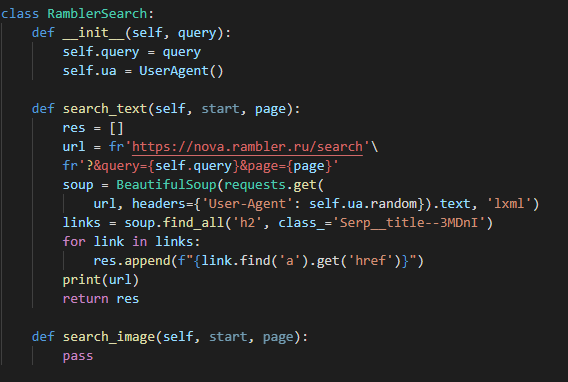 class RamblerSearch:
    def __init__(self, query):
        self.query = query
        self.ua = UserAgent()

    def search_text(self, start, page):
        res = []
        url = fr'https://nova.rambler.ru/search'\
        fr'?&query={self.query}&page={page}'
        soup = BeautifulSoup(requests.get(
            url, headers={'User-Agent': self.ua.random}).text, 'lxml')
        links = soup.find_all('h2', class_='Serp__title--3MDnI')
        for link in links:
            res.append(f"{link.find('a').get('href')}")
        print(url)
        return res

    def search_image(self, start, page):
        pass